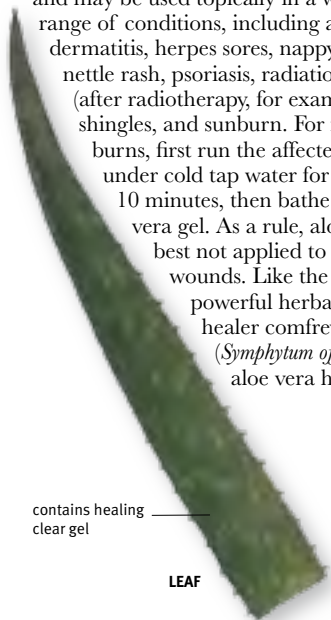 and may be used topically in a w
range of conditions, including a
dermatitis, herpes sores, nappy
nettle rash, psoriasis, radiatio
(after radiotherapy, for exam
shingles, and sunburn. For
burns, first run the affecte
under cold tap water for
10 minutes, then bathe
vera gel. As a rule, alo
best not applied to
wounds. Like the
powerful herba
healer comfre
(Symphytum of
aloe vera h
contains healing
clear gel
LEAF